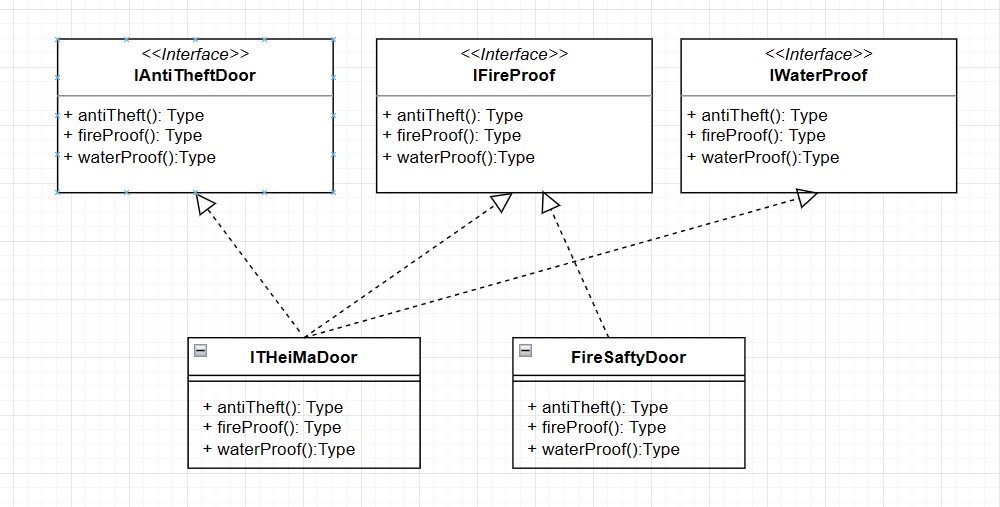 <<Interface>>
IAntiTheftDoor
+ antiTheft(): Type
+ fireProof(): Type
+ waterProof():Type
<<Interface>>
IFireProof
+ antiTheft(): Type
+ fireProof(): Type
+ waterProof():Type
<<Interface>>
IWaterProof
+ antiTheft(): Type
+ fireProof(): Type
+ waterProof():Type
ITHeiMaDoor
+ antiTheft(): Type
+ fireProof(): Type
+ waterProof():Type
FireSaftyDoor
+ antiTheft(): Type
+ fireProof(): Type
+ waterProof():Type